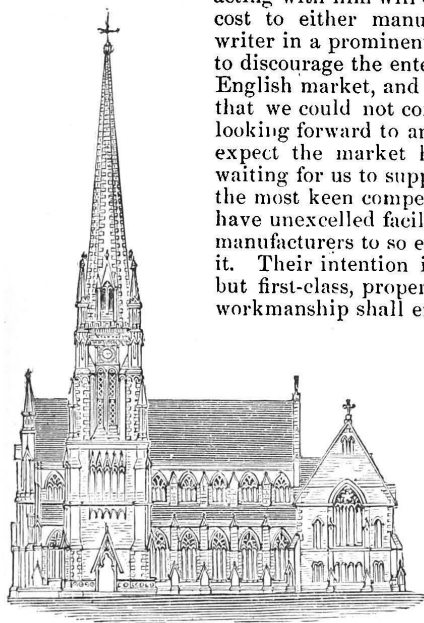 acting with him will
cost to either manu
writer in a prominen
to discourage the ente
English market, and
that we could not co
looking forward to an
expect the market
waiting for us to supp
the most keen compe
have unexcelled facil
manufacturers to so e
it. Their intention i
but first-class, proper
workmanship shall e